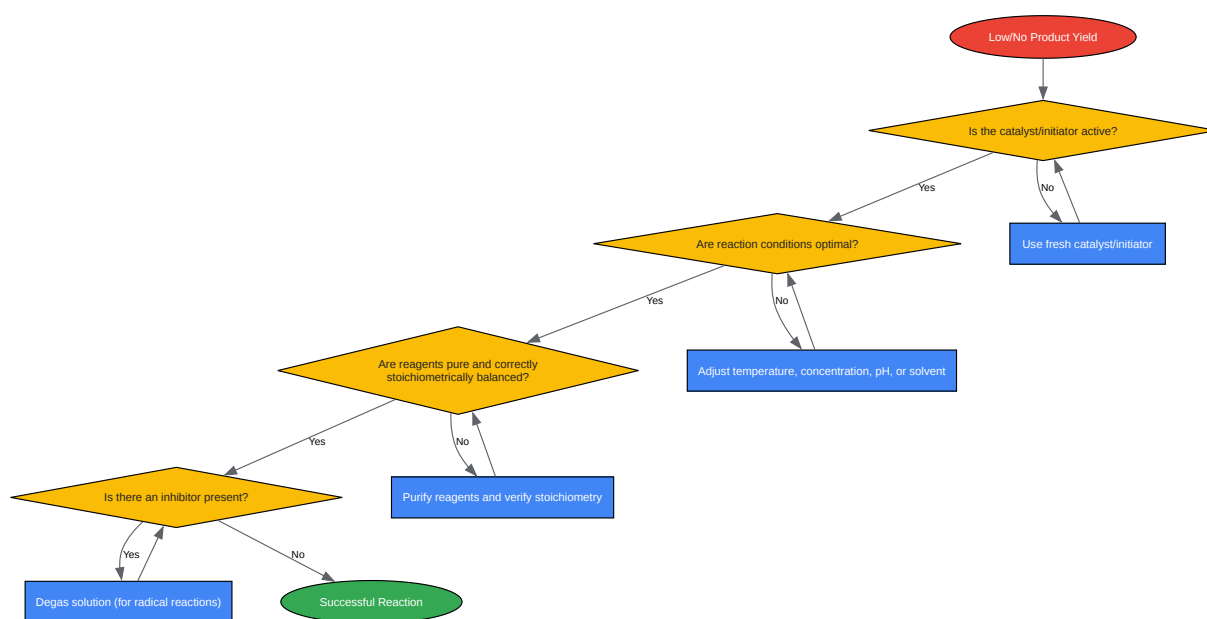 Low/No Product Yield
Is the catalyst/initiator active?
Yes
No
Use fresh catalyst/initiator
Are reaction conditions optimal?
Yes
No
Adjust temperature, concentration, pH, or solvent
Are reagents pure and correctly
stoichiometrically balanced?
Yes
No
Purify reagents and verify stoichiometry
Is there an inhibitor present?
Yes
No
Degas solution (for radical reactions)
Successful Reaction